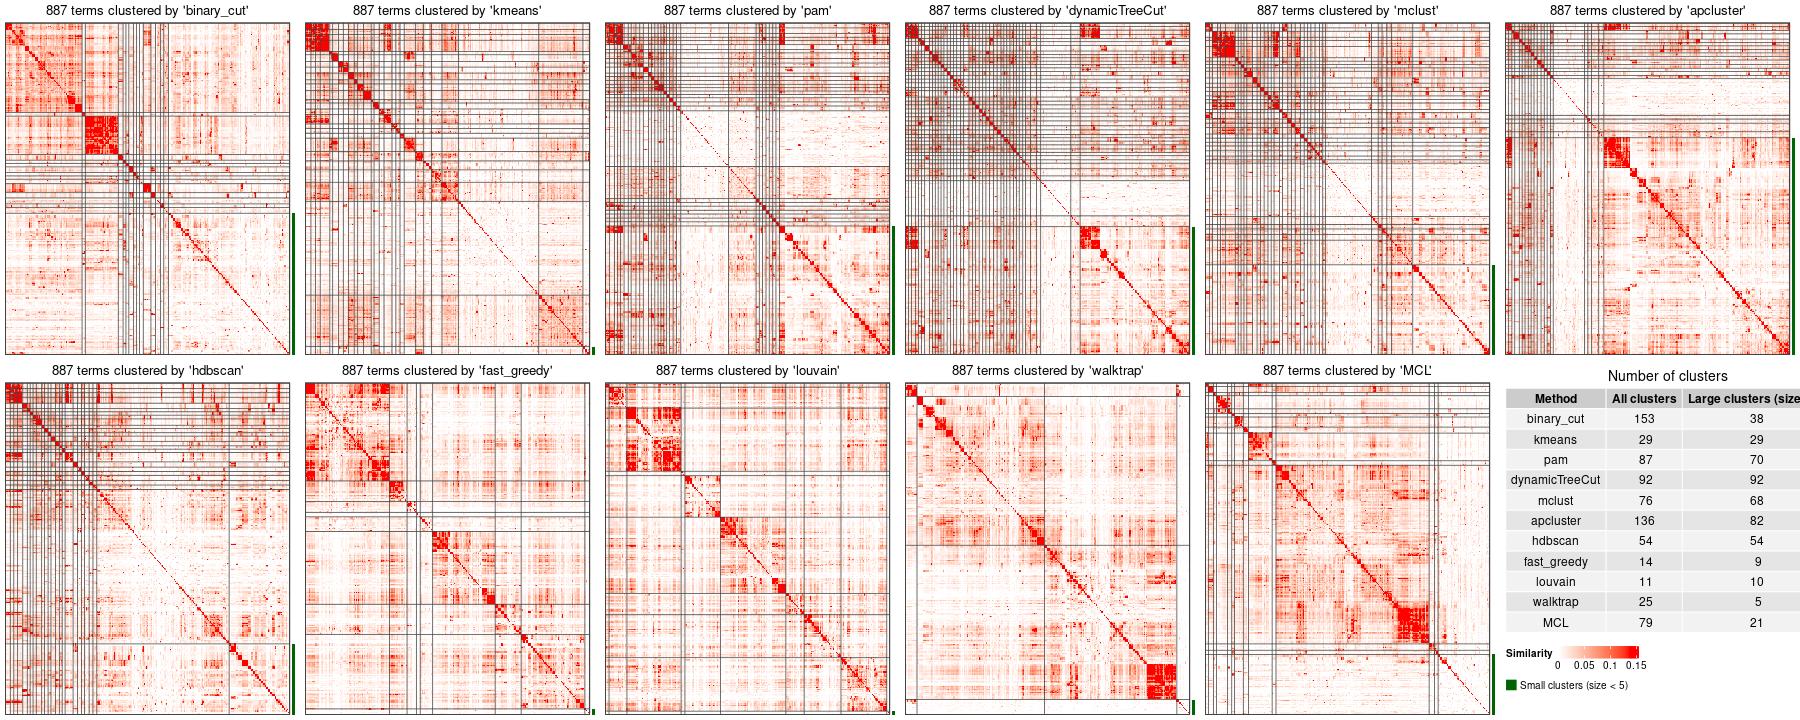 887 terms clustered by 'binary_cut'
887 terms clustered by 'kmeans'
887 terms clustered by 'pam'
887 terms clustered by 'dynamicTreeCut'
887 terms clustered by 'mclust'
887 terms clustered by 'apcluster'
887 terms clustered by 'hdbscan'
887 terms clustered by 'fast_greedy'
887 terms clustered by 'louvain'
887 terms clustered by 'walktrap'
887 terms clustered by 'MCL'
Number of clusters
Method All clusters Large clusters (size
binary_cut 153 38
kmeans 29 29
pam 87 70
dynamicTreeCut 92 92
mclust 76 68
apcluster 136 82
hdbscan 54 54
fast_greedy 14 9
louvain 11 10
walktrap 25 5
MCL 79 21
Similarity
0 0.05 0.1 0.15
Small clusters (size < 5)